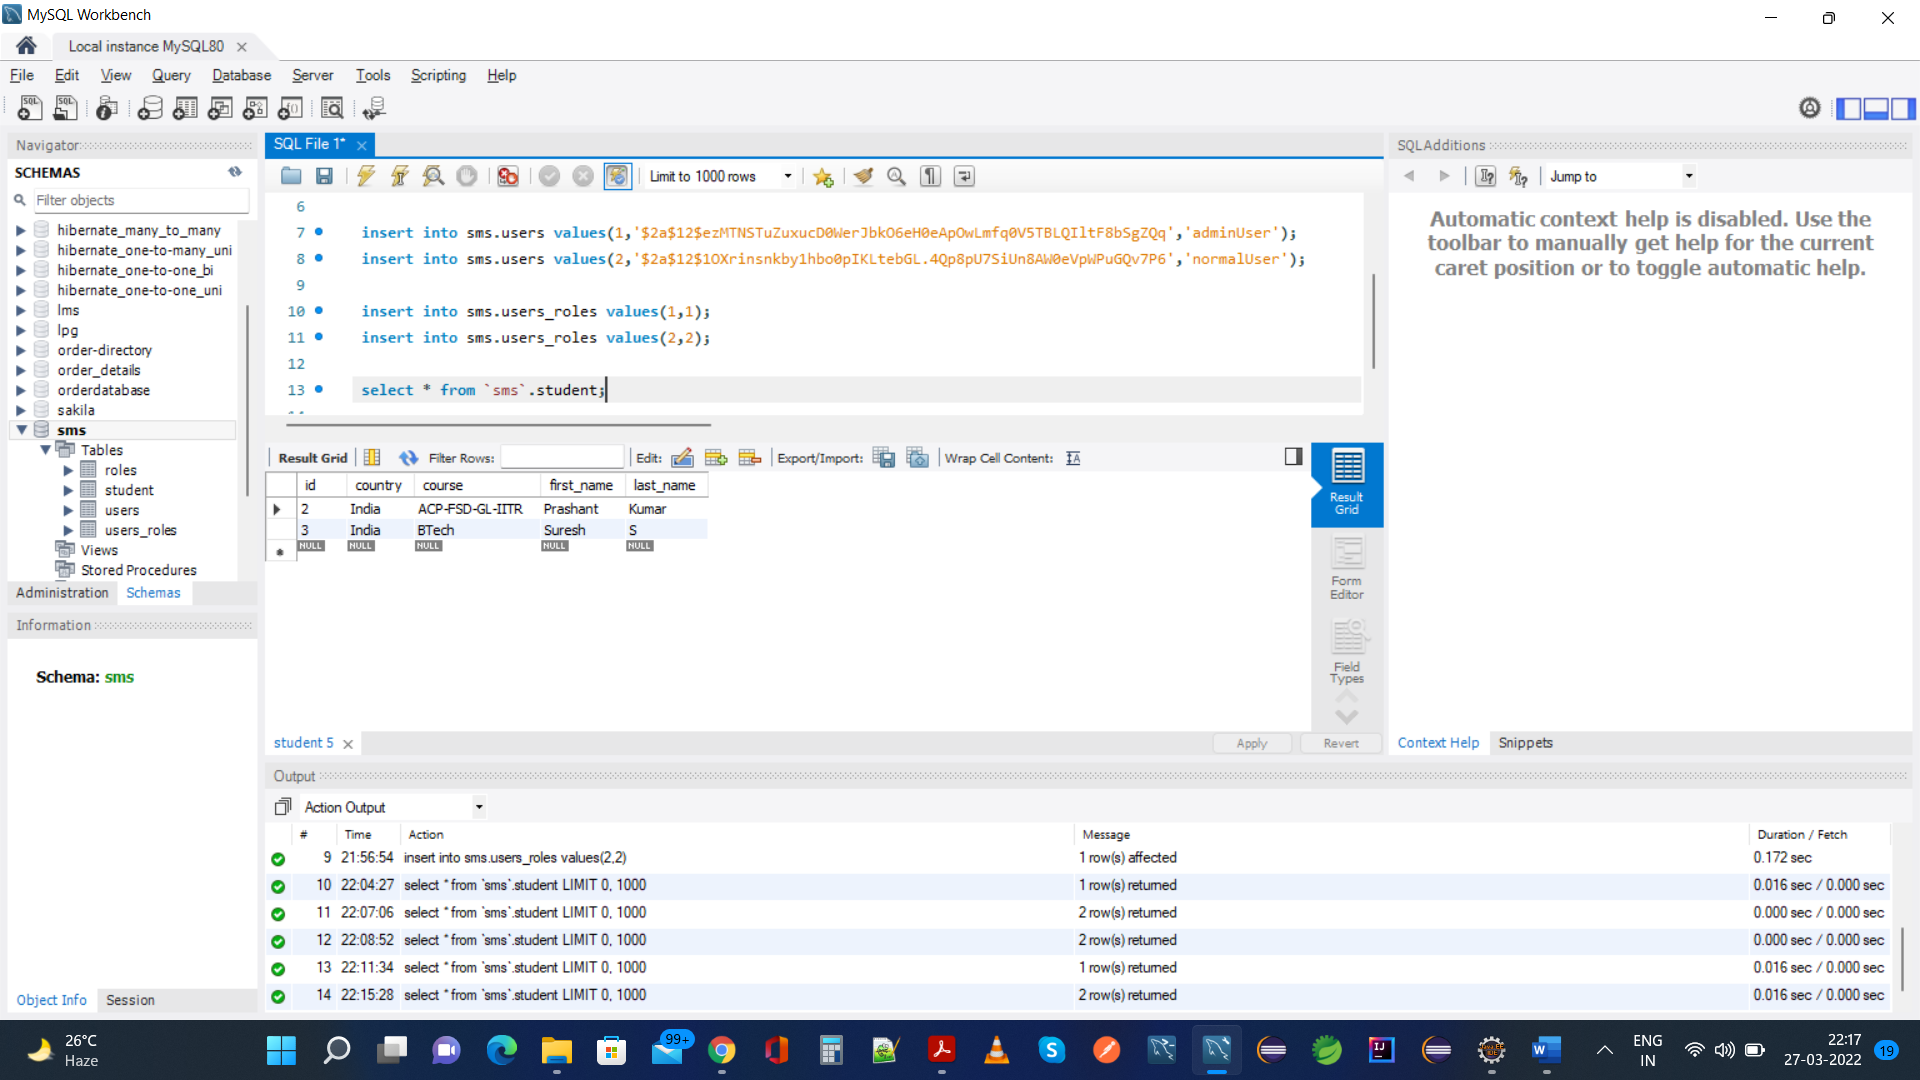 MySQL Workbench
Local instance MySQL80
File Edit View Query Database Server Tools Scripting Help
Navigator
SCHEMAS
Filter objects
hibernate_many_to_many
hibernate_one-to-many_uni
hibernate_one-to-one_bi
hibernate_one-to-one_uni
lms
lpg
order-directory
order_details
orderdatabase
sakila
sms
Tables
roles
student
users
users_roles
Views
Stored Procedures
Administration Schemas
Information
Schema: sms
Object Info Session
SQL File 1*
Limit to 1000 rows
6
7 insert into sms.users values(1,'$2a$12$ezMTNSTuZuxucD0WerJbkO6eH0eApOwLmfq0V5TBLQIltF8bSgZQq','adminUser');
8 insert into sms.users values(2,'$2a$12$1OXrinsnkby1hbo0pIKLtebGL.4Qp8pU7SiUn8AW0eVpWPuGQv7P6','normalUser');
9
10 insert into sms.users_roles values(1,1);
11 insert into sms.users_roles values(2,2);
12
13 select * from `sms`.student;
Result Grid Filter Rows: Edit: Export/Import: Wrap Cell Content:
id country course first_name last_name
2 India ACP-FSD-GL-IITR Prashant Kumar
3 India BTech Suresh S
NULL NULL NULL NULL NULL
Result Grid
Form Editor
Field Types
student 5
Apply Revert
SQLAdditions
Jump to
Automatic context help is disabled. Use the
toolbar to manually get help for the current
caret position or to toggle automatic help.
Context Help Snippets
Output
Action Output
# Time Action Message Duration / Fetch
9 21:56:54 insert into sms.users_roles values(2,2) 1 row(s) affected 0.172 sec
10 22:04:27 select * from `sms`.student LIMIT 0, 1000 1 row(s) returned 0.016 sec / 0.000 sec
11 22:07:06 select * from `sms`.student LIMIT 0, 1000 2 row(s) returned 0.000 sec / 0.000 sec
12 22:08:52 select * from `sms`.student LIMIT 0, 1000 2 row(s) returned 0.000 sec / 0.000 sec
13 22:11:34 select * from `sms`.student LIMIT 0, 1000 1 row(s) returned 0.016 sec / 0.000 sec
14 22:15:28 select * from `sms`.student LIMIT 0, 1000 2 row(s) returned 0.016 sec / 0.000 sec
26°C
Haze
99+
ENG
IN
22:17
27-03-2022
19